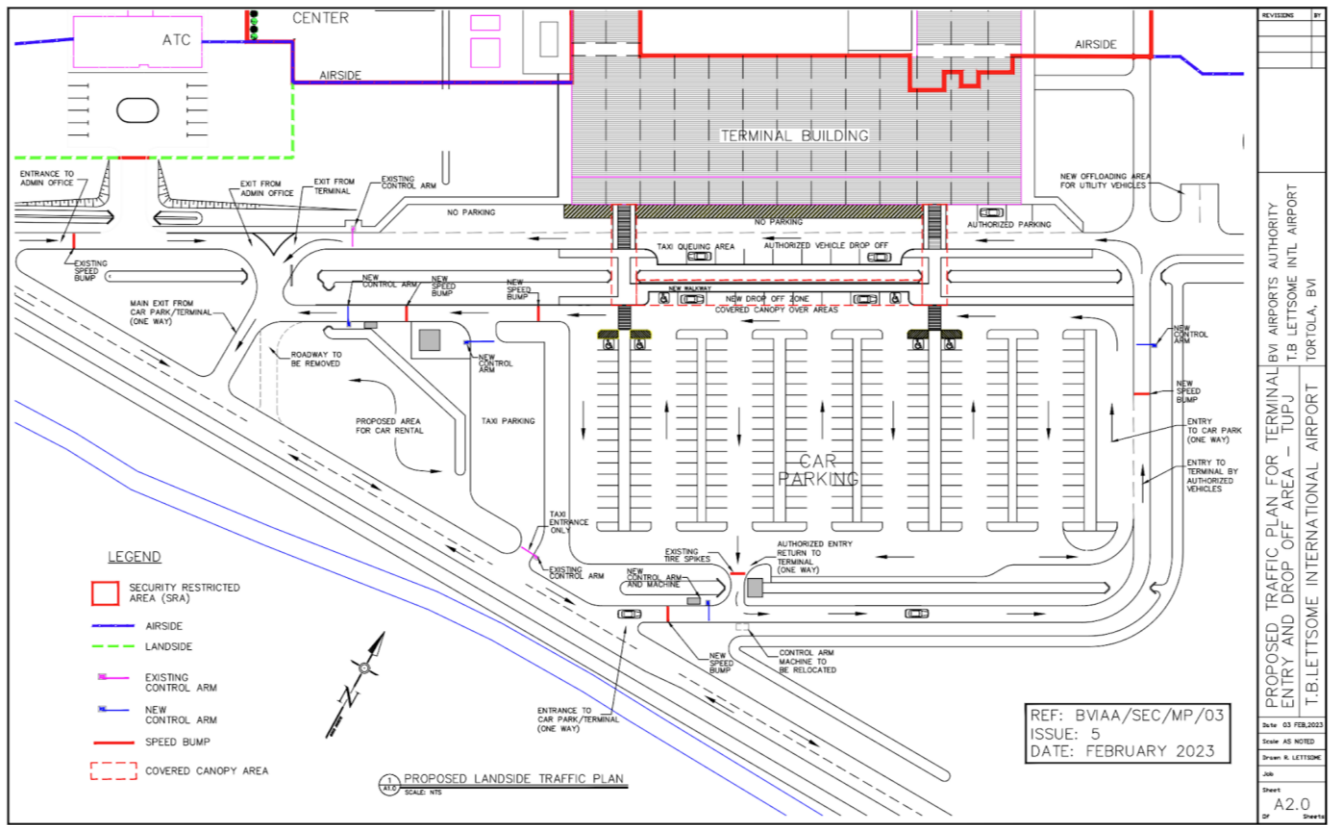 CENTER
ATC
AIRSIDE
AIRSIDE
TERMINAL BUILDING
ENTRANCE TO
ADMIN OFFICE
EXIT FROM
ADMIN OFFICE
EXIT FROM
TERMINAL
EXISTING
CONTROL ARM
NO PARKING
NO PARKING
NEW OFFLOADING AREA
FOR UTILITY VEHICLES
AUTHORIZED PARKING
TAXI QUEUING AREA
AUTHORIZED VEHICLE DROP OFF
EXISTING
SPEED
BUMP
NEW
CONTROL ARM
NEW
SPEED
BUMP
NEW
SPEED
BUMP
NEW WALKWAY
NEW DROP OFF ZONE
COVERED CANOPY OVER AREAS
MAIN EXIT FROM
CAR PARK/TERMINAL
(ONE WAY)
ROADWAY TO
BE REMOVED
NEW
CONTROL
ARM
NEW
CONTROL
ARM
NEW
SPEED
BUMP
PROPOSED AREA
FOR CAR RENTAL
TAXI PARKING
ENTRY
TO CAR PARK
(ONE WAY)
CAR
PARKING
ENTRY TO
TERMINAL BY
AUTHORIZED
VEHICLES
TAXI
ENTRANCE
ONLY
EXISTING
CONTROL ARM
EXISTING
TIRE SPIKES
AUTHORIZED ENTRY
RETURN TO
TERMINAL
(ONE WAY)
NEW
CONTROL ARM
AND MACHINE
NEW
SPEED
BUMP
CONTROL ARM
MACHINE TO
BE RELOCATED
ENTRANCE TO
CAR PARK/TERMINAL
(ONE WAY)
LEGEND
SECURITY RESTRICTED
AREA (SRA)
AIRSIDE
LANDSIDE
EXISTING
CONTROL ARM
NEW
CONTROL ARM
SPEED BUMP
COVERED CANOPY AREA
N
1
A1.0
PROPOSED LANDSIDE TRAFFIC PLAN
SCALE: NTS
REF: BVIAA/SEC/MP/03
ISSUE: 5
DATE: FEBRUARY 2023
REVISIONS BY
BVI AIRPORTS AUTHORITY
T.B LETTSOME INTL AIRPORT
TORTOLA, BVI
PROPOSED TRAFFIC PLAN FOR TERMINAL
ENTRY AND DROP OFF AREA – TUPJ
T.B.LETTSOME INTERNATIONAL AIRPORT
Date 03 FEB,2023
Scale AS NOTED
Drawn R. LETTSOME
Job
Sheet
A2.0
Of Sheets